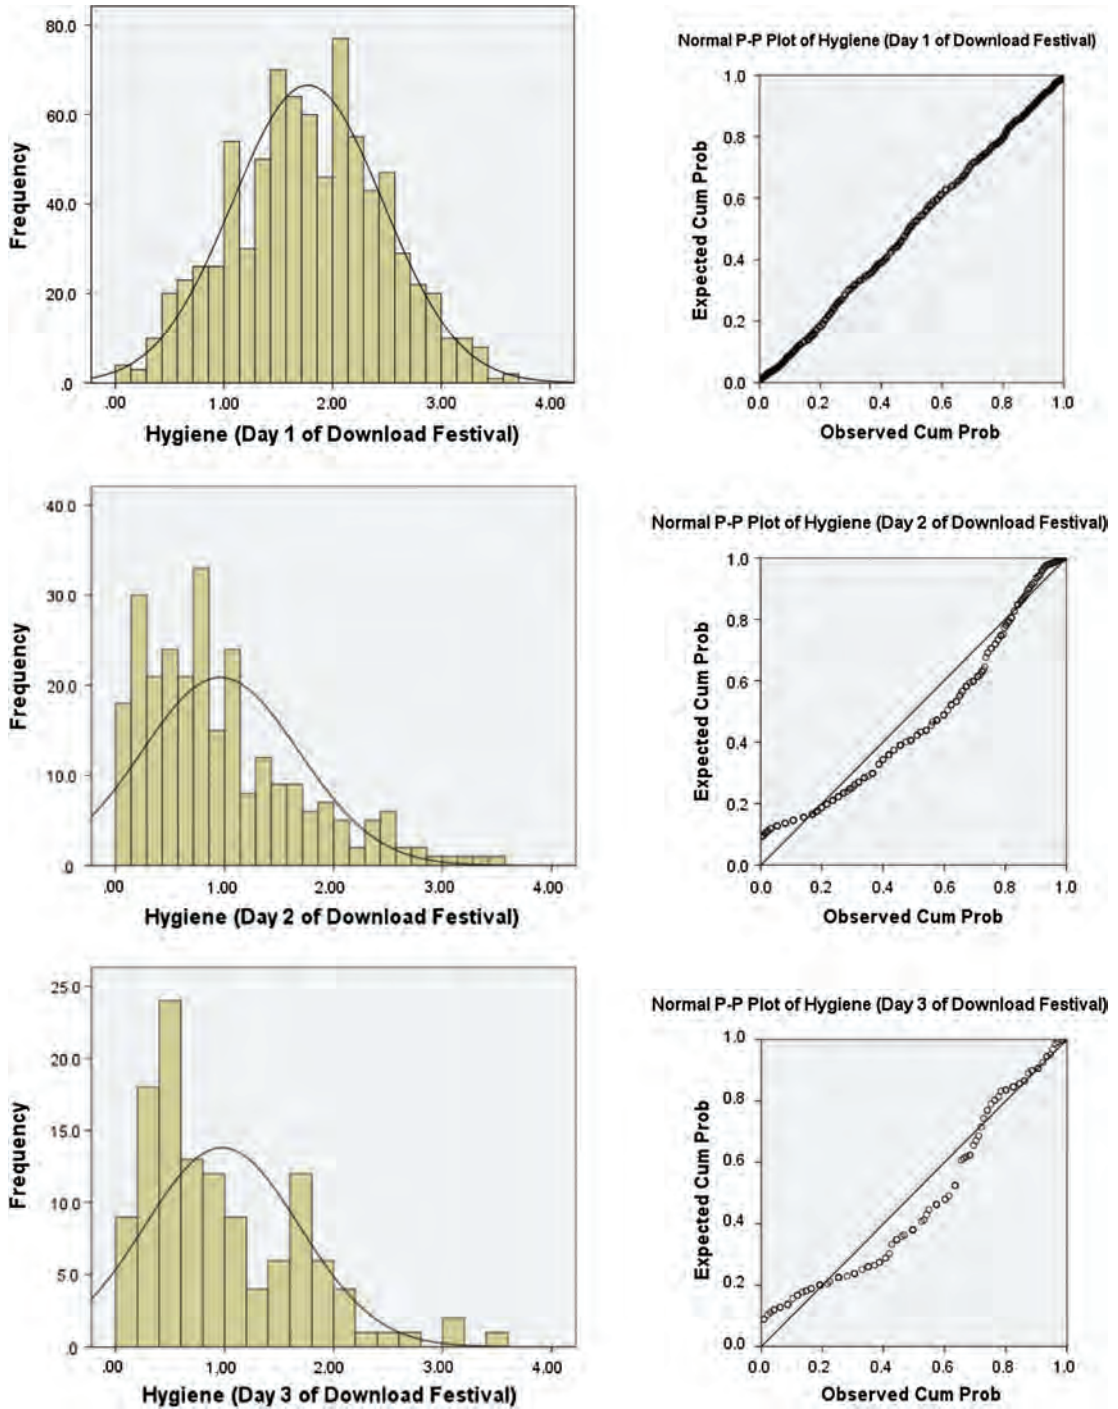 80.0
60.0
40.0
20.0
.0
Frequency
.00 1.00 2.00 3.00 4.00
Hygiene (Day 1 of Download Festival)
Normal P-P Plot of Hygiene (Day 1 of Download Festival)
1.0
0.8
0.6
0.4
0.2
0.0
Expected Cum Prob
0.0 0.2 0.4 0.6 0.8 1.0
Observed Cum Prob
40.0
30.0
20.0
10.0
.0
Frequency
.00 1.00 2.00 3.00 4.00
Hygiene (Day 2 of Download Festival)
Normal P-P Plot of Hygiene (Day 2 of Download Festival)
1.0
0.8
0.6
0.4
0.2
0.0
Expected Cum Prob
0.0 0.2 0.4 0.6 0.8 1.0
Observed Cum Prob
25.0
20.0
15.0
10.0
5.0
.0
Frequency
.00 1.00 2.00 3.00 4.00
Hygiene (Day 3 of Download Festival)
Normal P-P Plot of Hygiene (Day 3 of Download Festival)
1.0
0.8
0.6
0.4
0.2
0.0
Expected Cum Prob
0.0 0.2 0.4 0.6 0.8 1.0
Observed Cum Prob